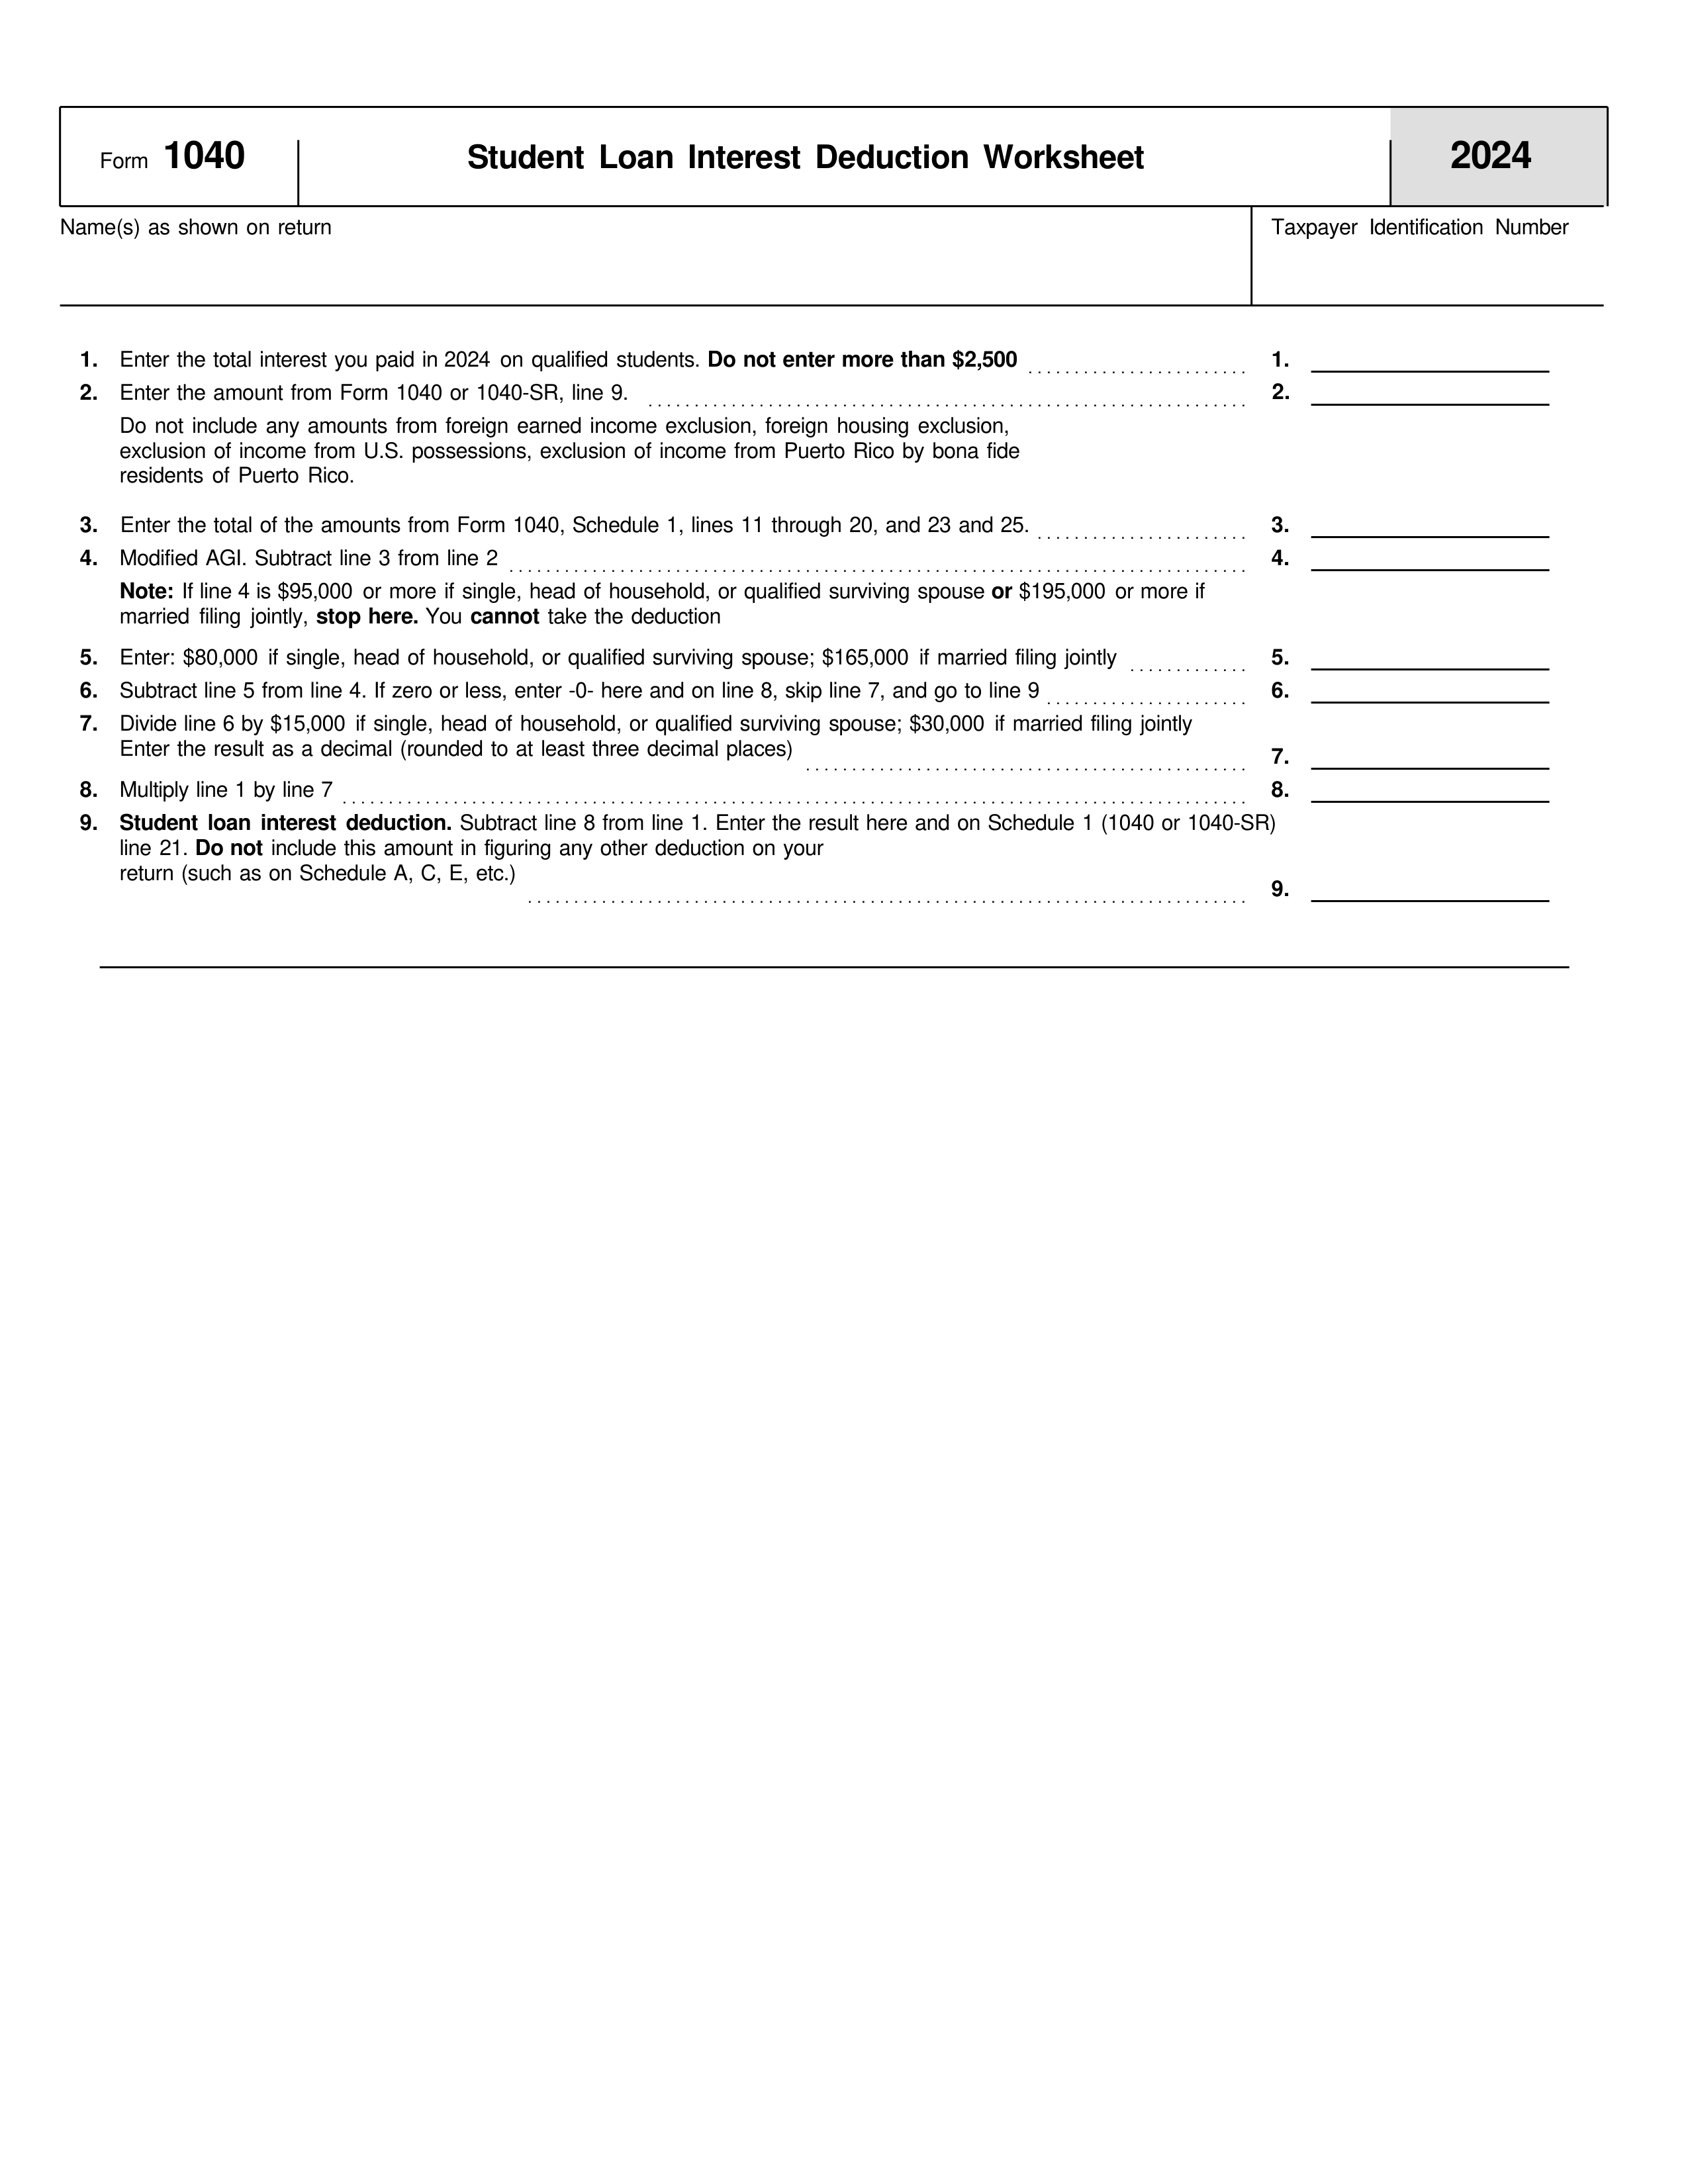 Form 1040 Student Loan Interest Deduction Worksheet 2024
Name(s) as shown on return Taxpayer Identification Number
1. Enter the total interest you paid in 2024 on qualified students. Do not enter more than $2,500 1.
2. Enter the amount from Form 1040 or 1040-SR, line 9. 2.
Do not include any amounts from foreign earned income exclusion, foreign housing exclusion,
exclusion of income from U.S. possessions, exclusion of income from Puerto Rico by bona fide
residents of Puerto Rico.
3. Enter the total of the amounts from Form 1040, Schedule 1, lines 11 through 20, and 23 and 25. 3.
4. Modified AGI. Subtract line 3 from line 2 4.
Note: If line 4 is $95,000 or more if single, head of household, or qualified surviving spouse or $195,000 or more if
married filing jointly, stop here. You cannot take the deduction
5. Enter: $80,000 if single, head of household, or qualified surviving spouse; $165,000 if married filing jointly 5.
6. Subtract line 5 from line 4. If zero or less, enter -0- here and on line 8, skip line 7, and go to line 9 6.
7. Divide line 6 by $15,000 if single, head of household, or qualified surviving spouse; $30,000 if married filing jointly
Enter the result as a decimal (rounded to at least three decimal places) 7.
8. Multiply line 1 by line 7 8.
9. Student loan interest deduction. Subtract line 8 from line 1. Enter the result here and on Schedule 1 (1040 or 1040-SR)
line 21. Do not include this amount in figuring any other deduction on your
return (such as on Schedule A, C, E, etc.) 9.